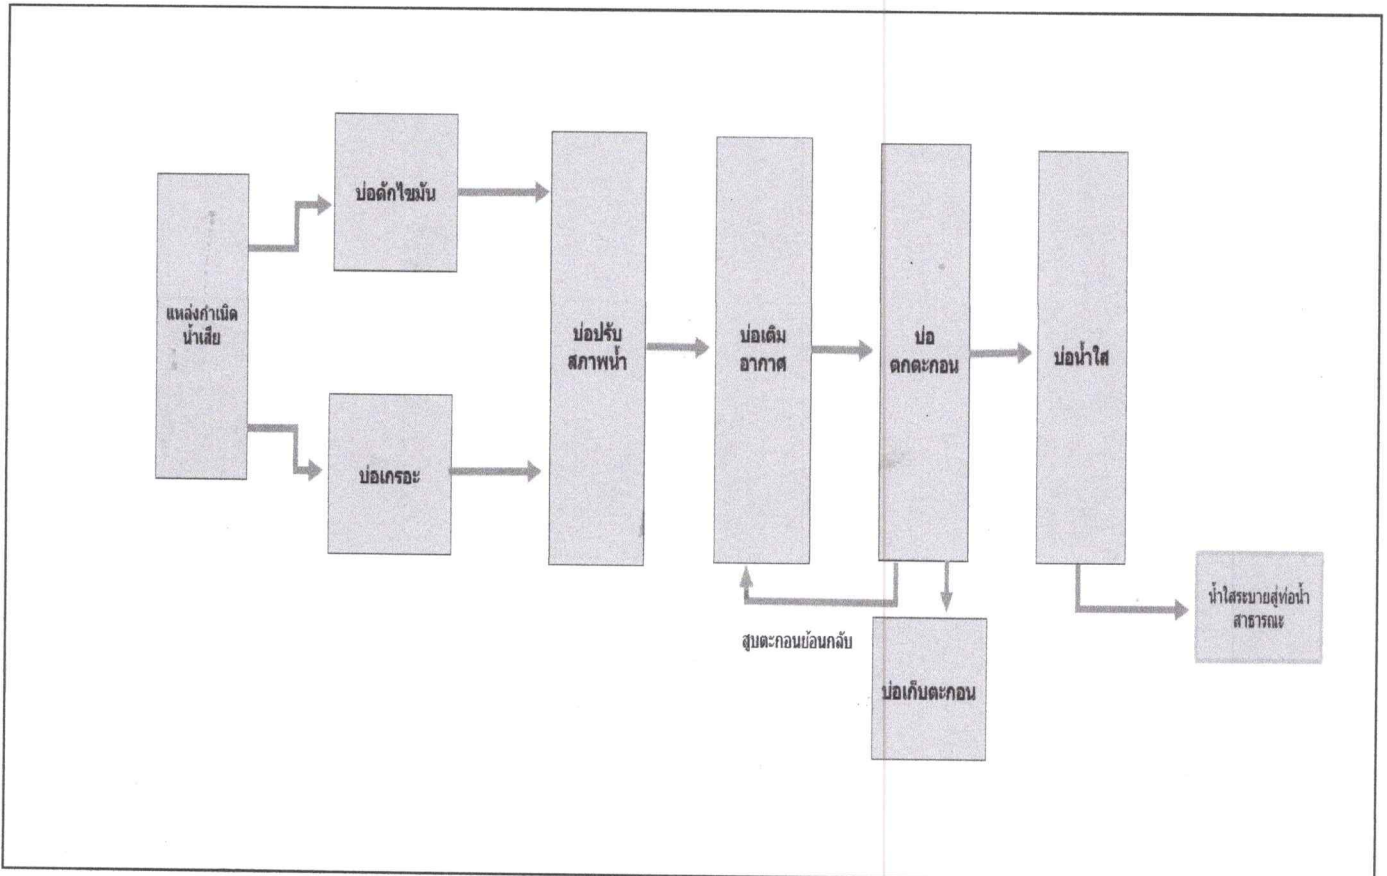 บ่อดักไขมัน
แหล่งกำเนิด
น้ำเสีย
บ่อเกรอะ
บ่อปรับ
สภาพน้ำ
บ่อเติม
อากาศ
บ่อ
ตกตะกอน
บ่อน้ำใส
สูบตะกอนย้อนกลับ
บ่อเก็บตะกอน
น้ำใสระบายสู่ท่อน้ำ
สาธารณะ